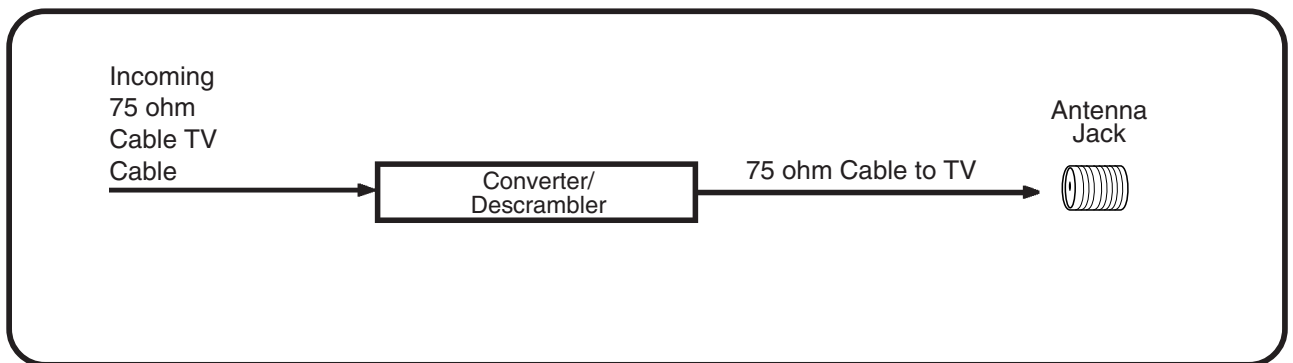 Incoming
75 ohm
Cable TV
Cable
Converter/
Descrambler
75 ohm Cable to TV
Antenna
Jack